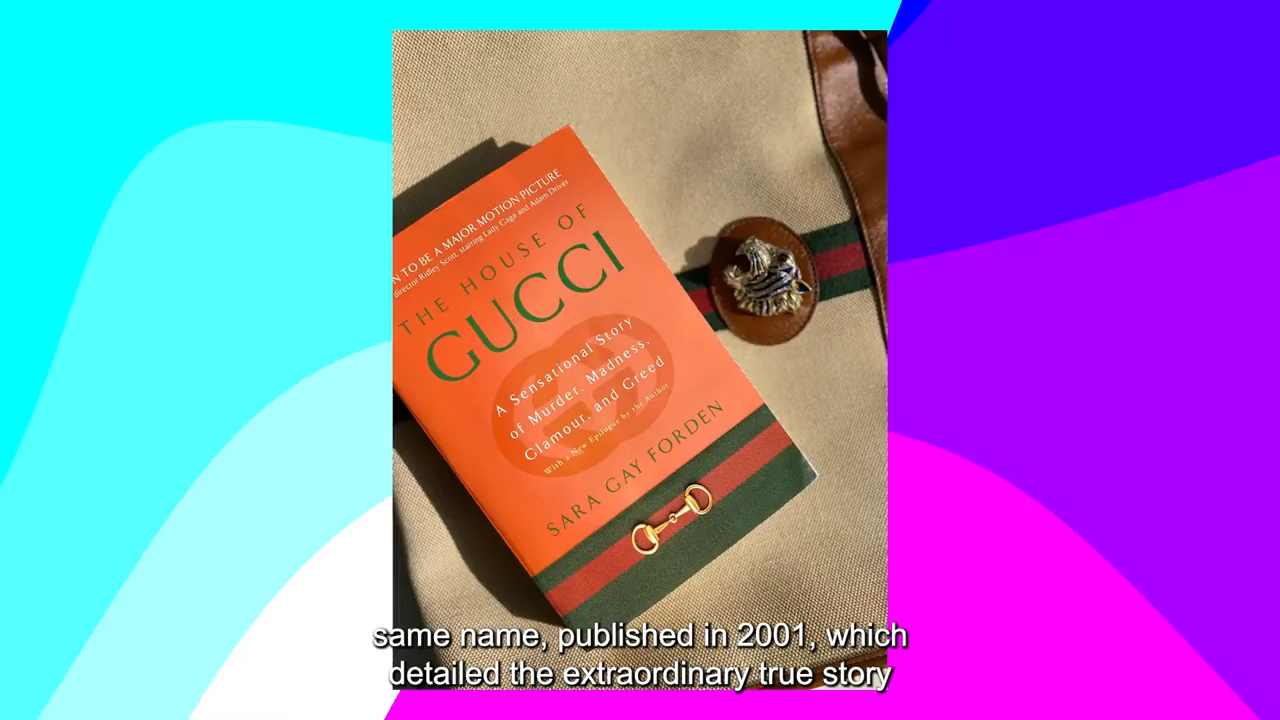 N TO BE A MAJOR MOTION PICTURE
director Ridley Scott, starring Lady Gaga and Adam Driver
THE HOUSE OF
GUCCI
A Sensational Story
of Murder, Madness,
Glamour, and Greed
With a New Epilogue by the Author
SARA GAY FORDEN
same name, published in 2001, which
detailed the extraordinary true story